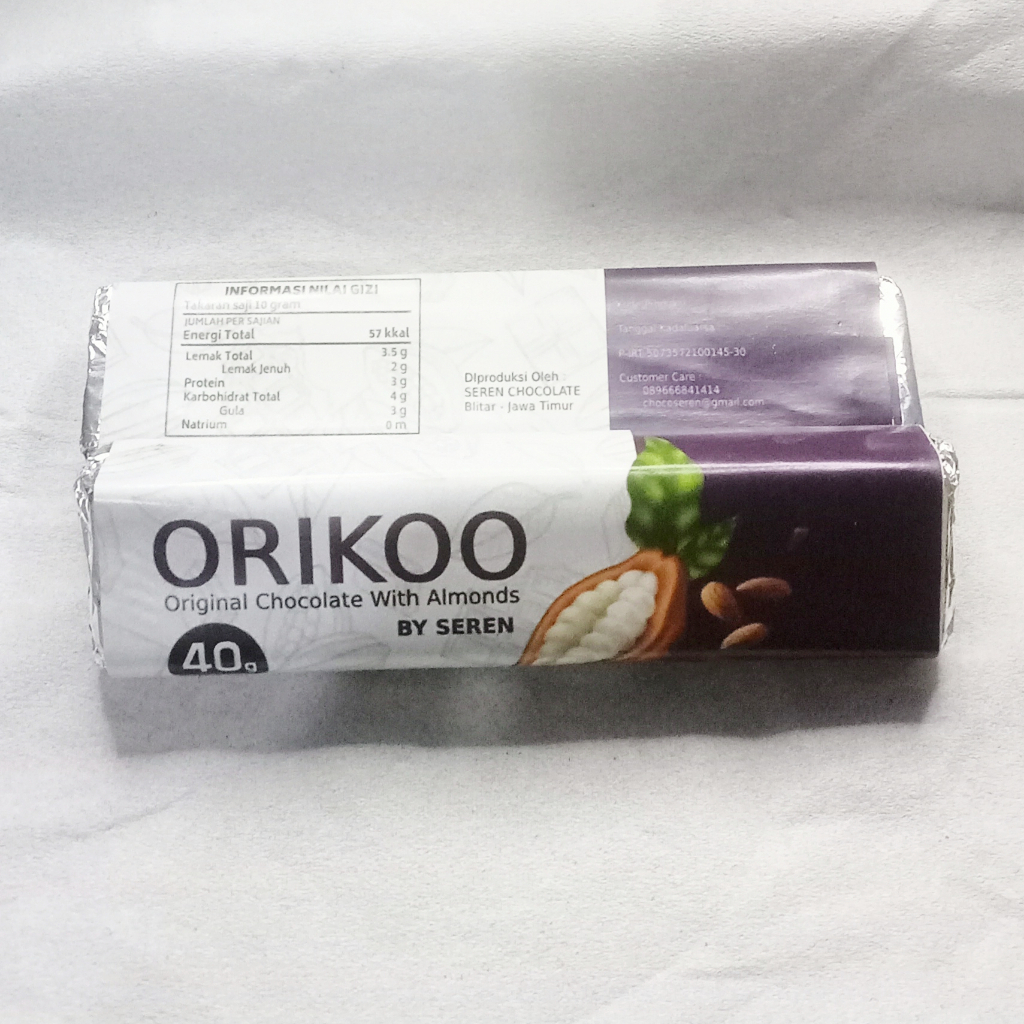 INFORMASI NILAI GIZI
Takaran saji 10 gram
JUMLAH PER SAJIAN
Energi Total 57 kkal
Lemak Total 3.5 g
Lemak Jenuh 2 g
Protein 3 g
Karbohidrat Total 4 g
Gula 3 g
Natrium 0 m
DIproduksi Oleh :
SEREN CHOCOLATE
Blitar - Jawa Timur
Tanggal Kadaluarsa
P-IRT 5073572100145-30
Customer Care :
089666841414
chocoseren@gmail.com
ORIKOO
Original Chocolate With Almonds
BY SEREN
40g